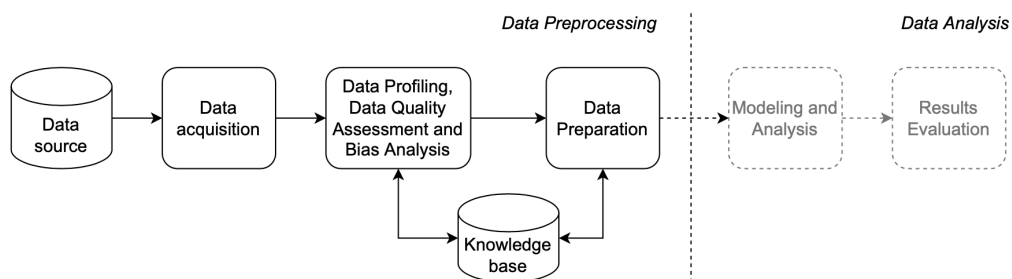 Data Preprocessing
Data Analysis
Data
source
Data
acquisition
Data Profiling,
Data Quality
Assessment and
Bias Analysis
Data
Preparation
Modeling and
Analysis
Results
Evaluation
Knowledge
base